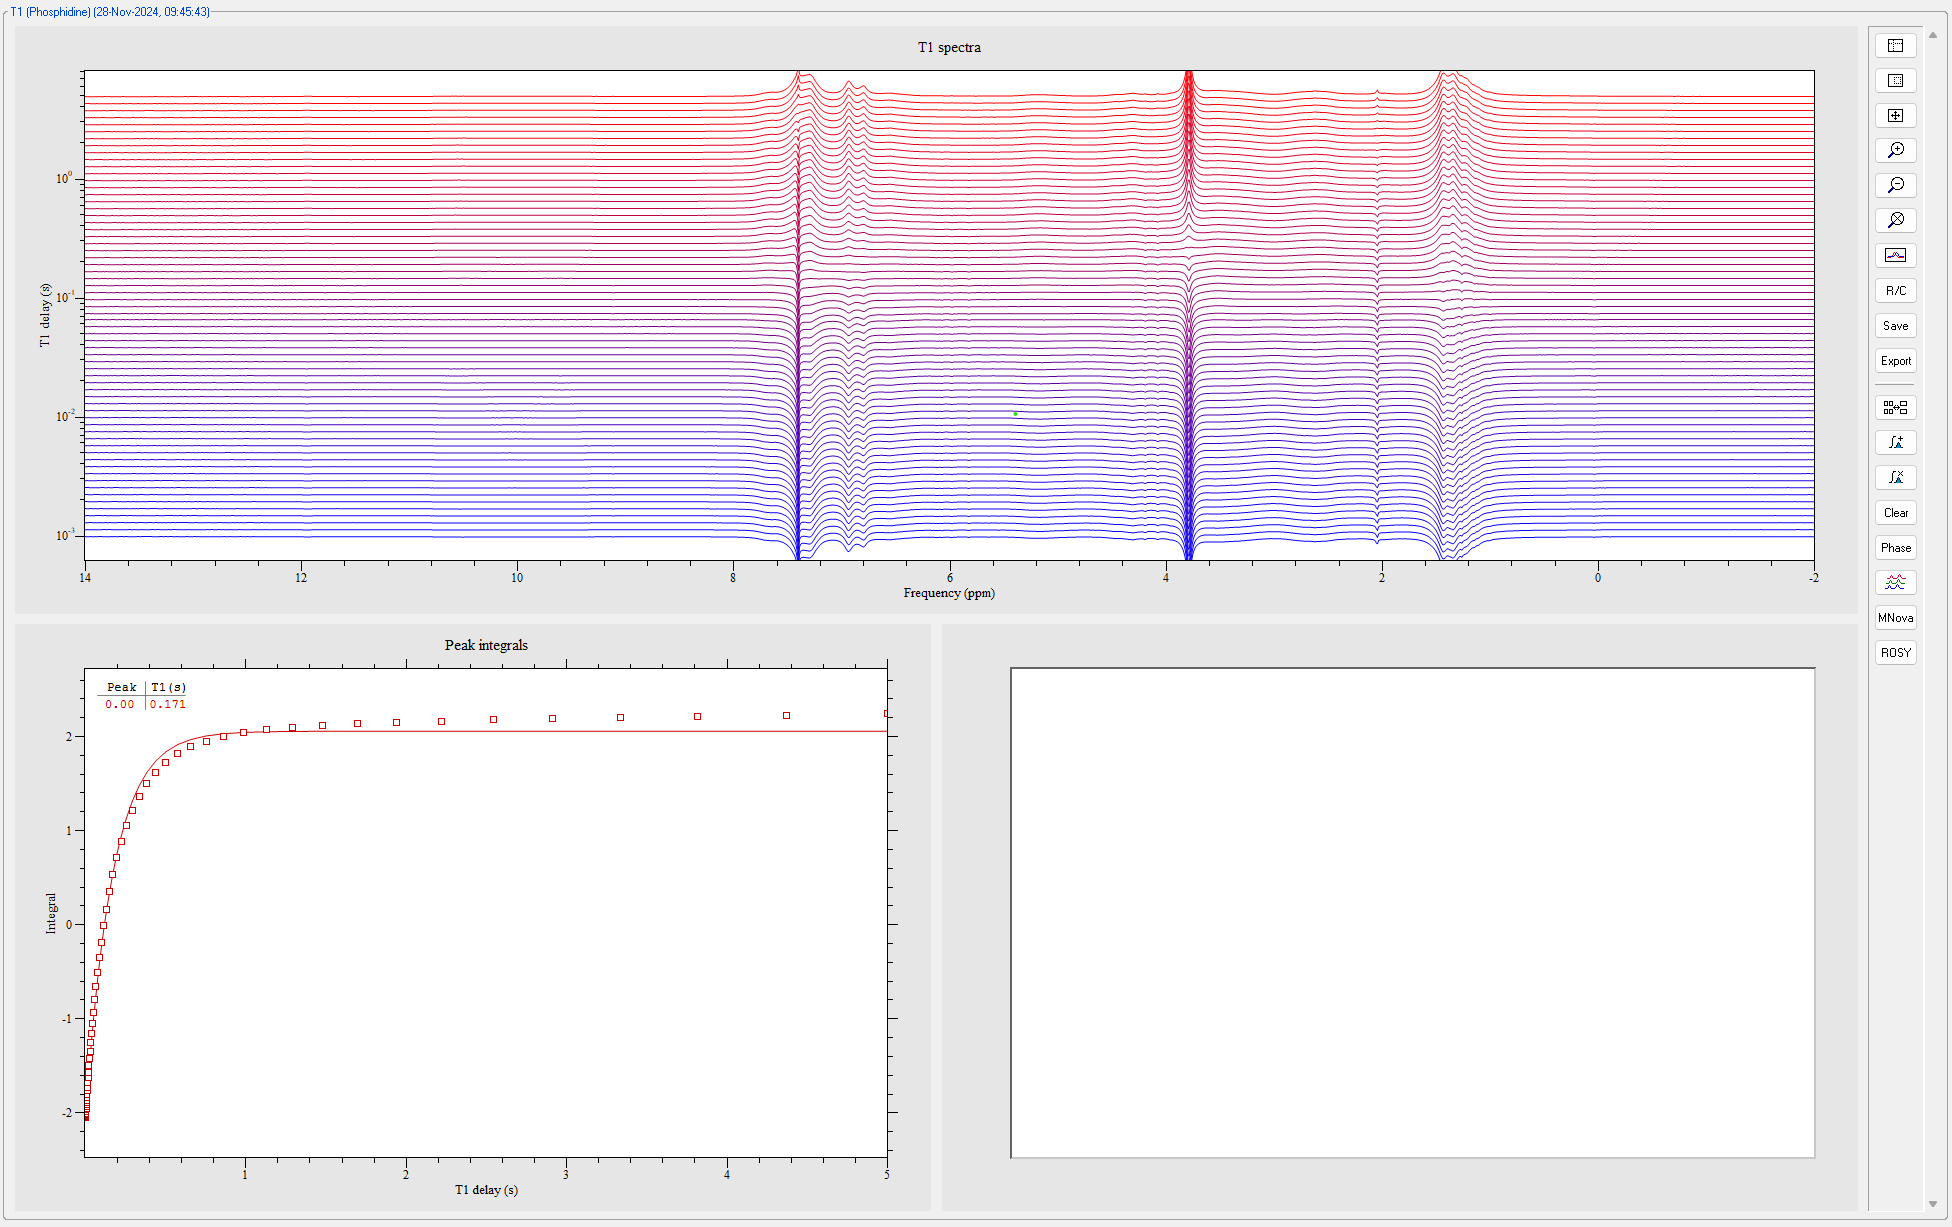 T1 (Phosphidine) (28-Nov-2024, 09:45:43)
T1 spectra
T1 delay (s)
10⁰
10⁻¹
10⁻²
10⁻³
14 12 10 8 6 4 2 0 -2
Frequency (ppm)
Peak integrals
Peak T1(s)
0.00 0.171
Integral
2
1
0
-1
-2
1 2 3 4 5
T1 delay (s)
R/C
Save
Export
Clear
Phase
MNova
ROSY